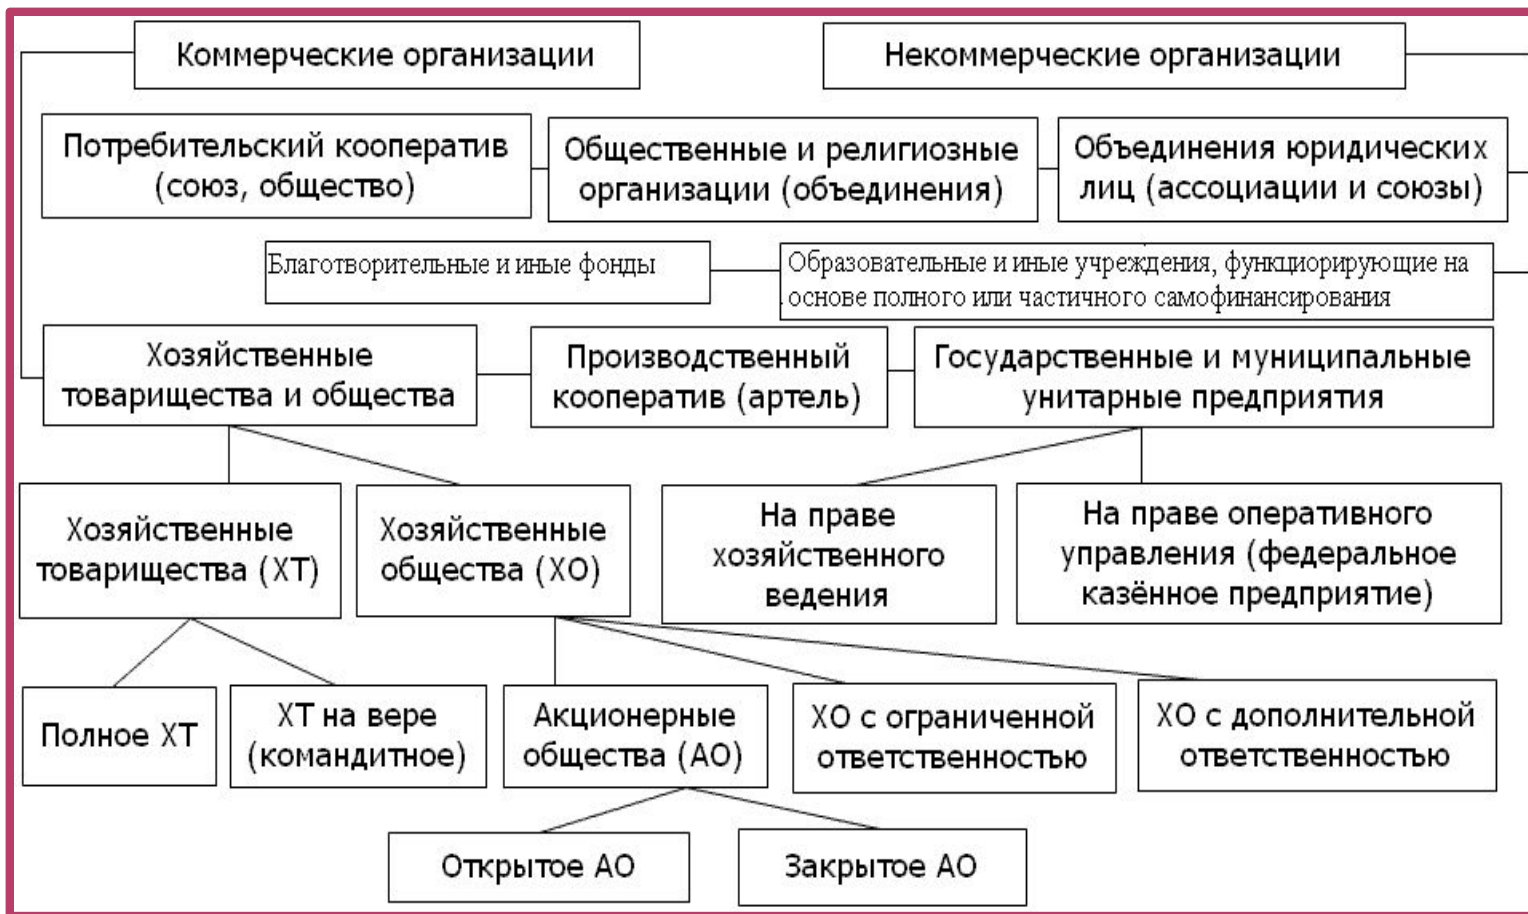 Коммерческие организации
Некоммерческие организации
Потребительский кооператив
(союз, общество)
Общественные и религиозные
организации (объединения)
Объединения юридических
лиц (ассоциации и союзы)
Благотворительные и иные фонды
Образовательные и иные учреждения, функциорирующие на
основе полного или частичного самофинансирования
Хозяйственные
товарищества и общества
Производственный
кооператив (артель)
Государственные и муниципальные
унитарные предприятия
Хозяйственные
товарищества (ХТ)
Хозяйственные
общества (ХО)
На праве
хозяйственного
ведения
На праве оперативного
управления (федеральное
казённое предприятие)
Полное ХТ
ХТ на вере
(командитное)
Акционерные
общества (АО)
ХО с ограниченной
ответственностью
ХО с дополнительной
ответственностью
Открытое АО
Закрытое АО